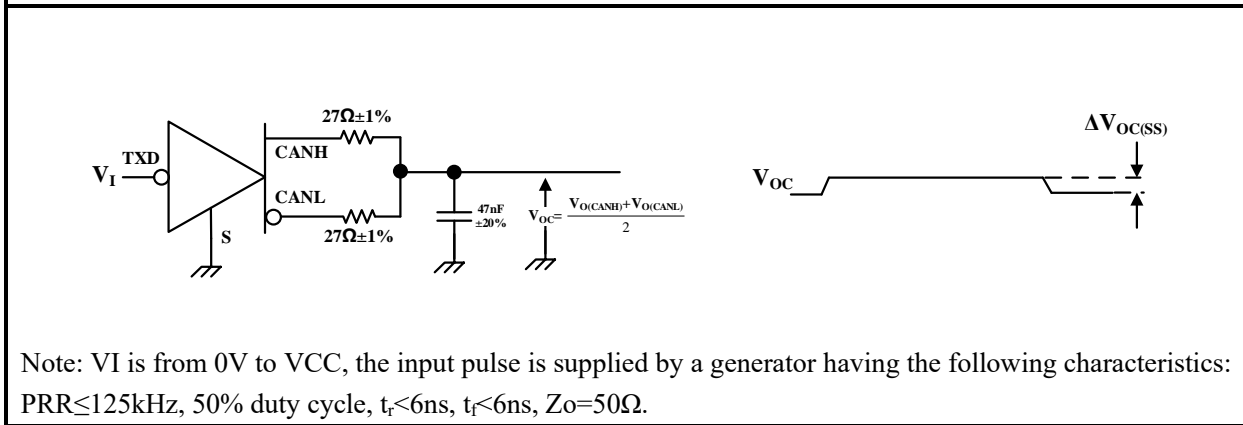 27Ω±1%
CANH
TXD
V_I
CANL
S
27Ω±1%
47nF
±20%
V_OC= V_O(CANH)+V_O(CANL)
2
V_OC
ΔV_OC(SS)
Note: VI is from 0V to VCC, the input pulse is supplied by a generator having the following characteristics:
PRR≤125kHz, 50% duty cycle, t_r<6ns, t_f<6ns, Zo=50Ω.